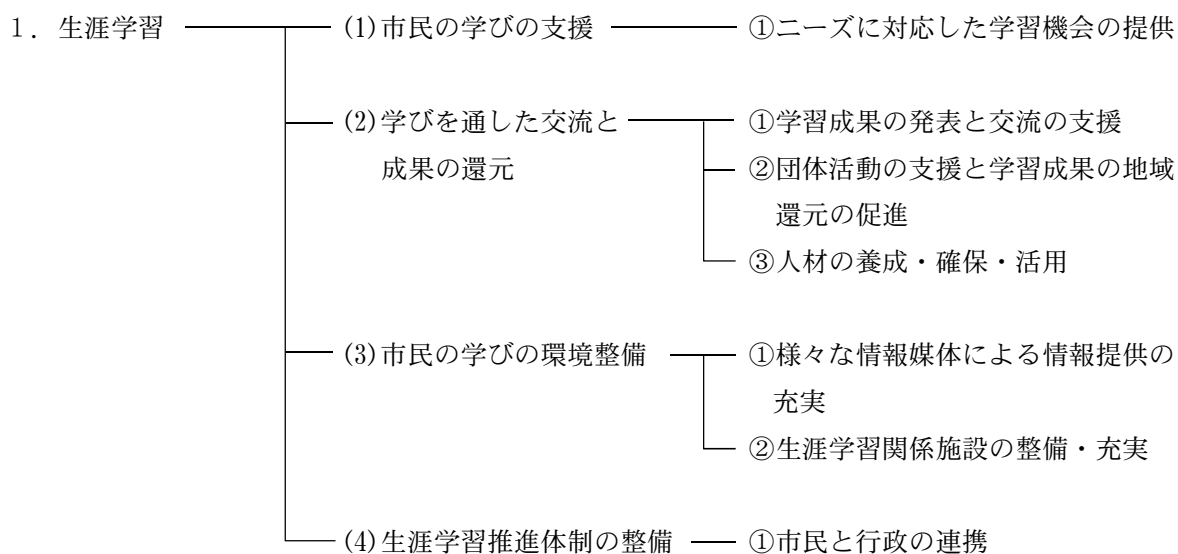 １．生涯学習
(1)市民の学びの支援
①ニーズに対応した学習機会の提供
(2)学びを通した交流と
成果の還元
①学習成果の発表と交流の支援
②団体活動の支援と学習成果の地域
還元の促進
③人材の養成・確保・活用
(3)市民の学びの環境整備
①様々な情報媒体による情報提供の
充実
②生涯学習関係施設の整備・充実
(4)生涯学習推進体制の整備
①市民と行政の連携